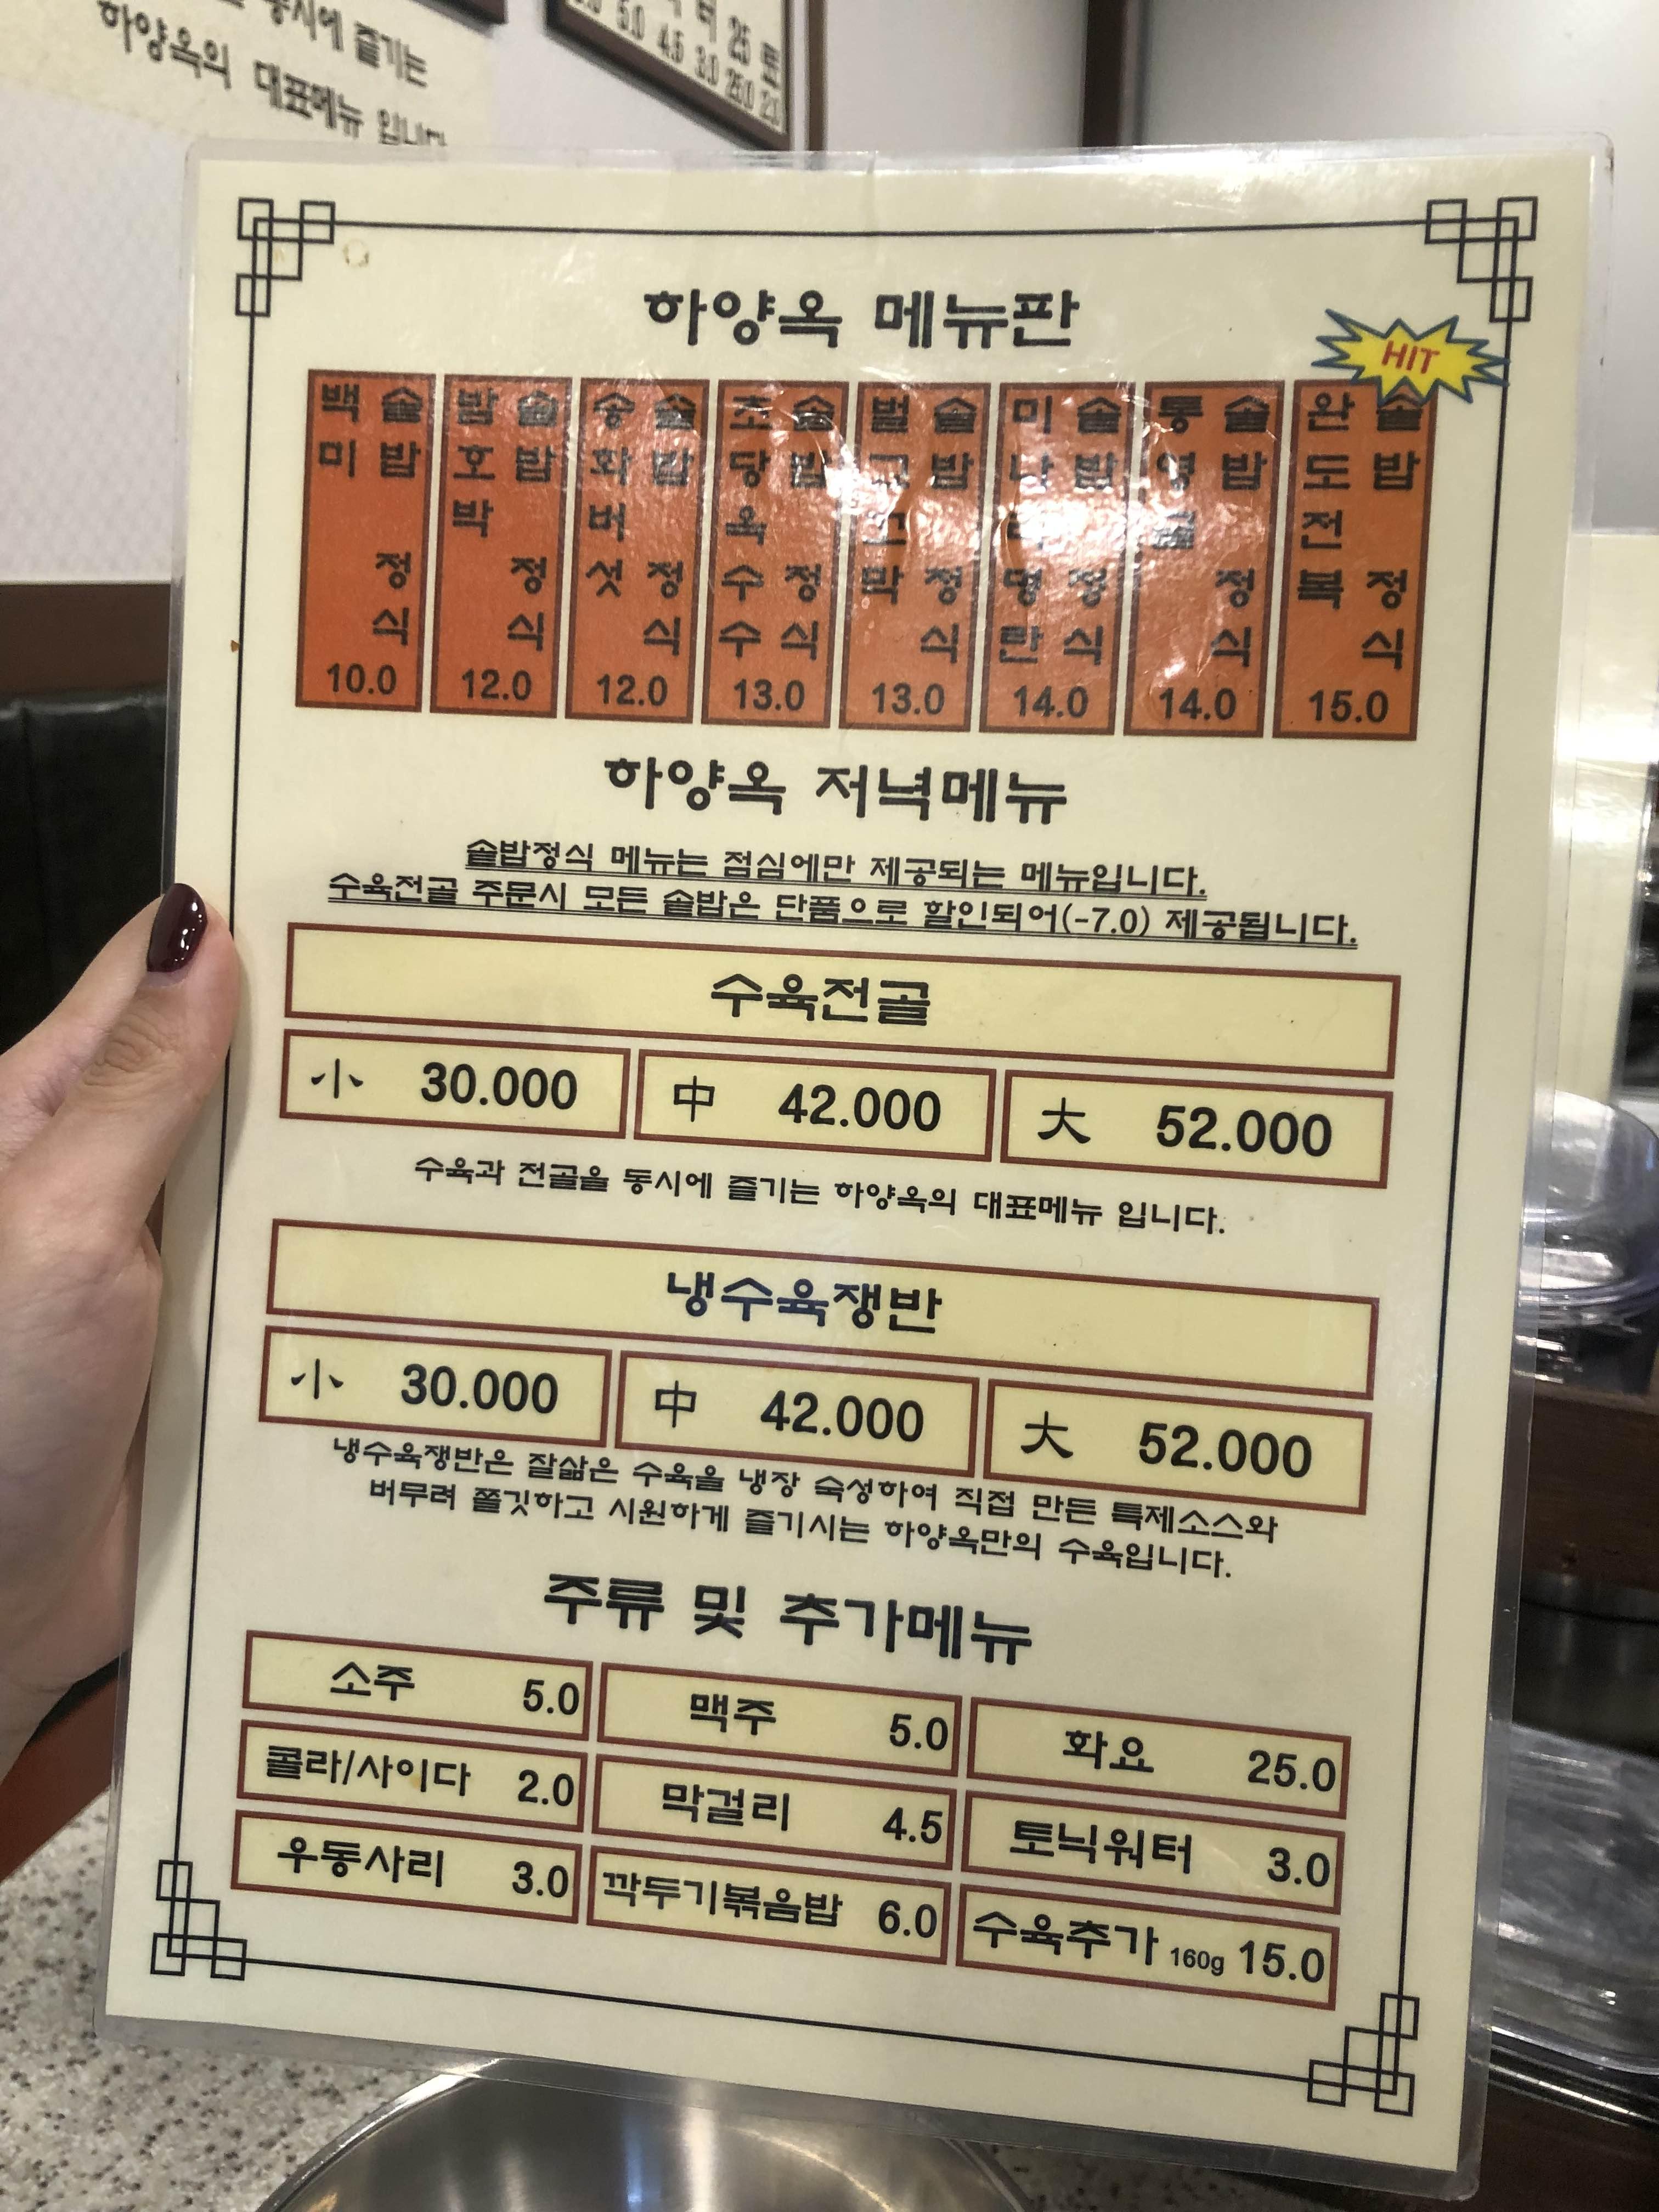 동시에 즐기는
하양옥의 대표메뉴 입니다
하양옥 메뉴판
HIT
백미 솥밥 정식 10.0
밤호박 솥밥 정식 12.0
송화버섯 솥밥 정식 12.0
초당옥수수 솥밥 정식 13.0
벌교꼬막 솥밥 정식 13.0
미나리명란 솥밥 정식 14.0
통영굴 솥밥 정식 14.0
완도전복 솥밥 정식 15.0
하양옥 저녁메뉴
솥밥정식 메뉴는 점심에만 제공되는 메뉴입니다.
수육전골 주문시 모든 솥밥은 단품으로 할인되어(-7.0) 제공됩니다.
수육전골
小 30.000 中 42.000 大 52.000
수육과 전골을 동시에 즐기는 하양옥의 대표메뉴 입니다.
냉수육쟁반
小 30.000 中 42.000 大 52.000
냉수육쟁반은 잘삶은 수육을 냉장 숙성하여 직접 만든 특제소스와
버무려 쫄깃하고 시원하게 즐기시는 하양옥만의 수육입니다.
주류 및 추가메뉴
소주 5.0 맥주 5.0 화요 25.0
콜라/사이다 2.0 막걸리 4.5 토닉워터 3.0
우동사리 3.0 깍두기볶음밥 6.0 수육추가 160g 15.0